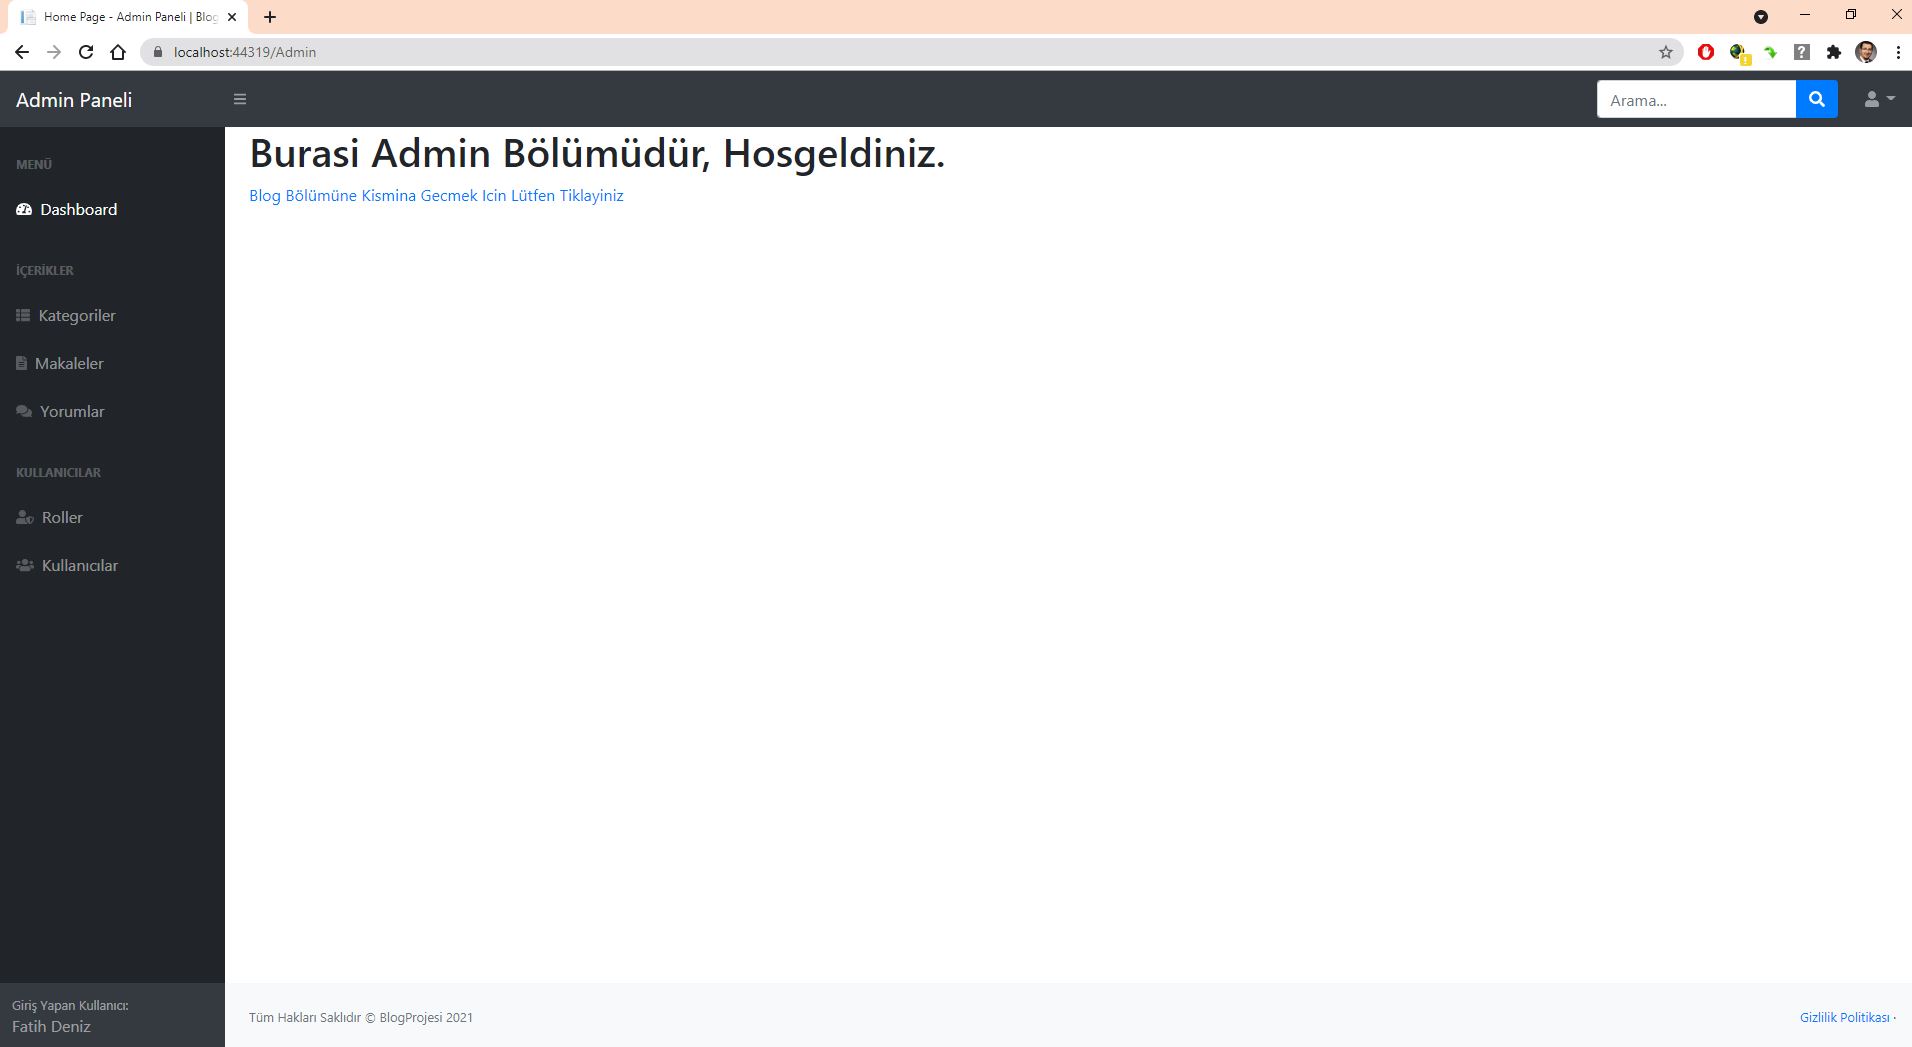 Home Page - Admin Paneli | Blog
localhost:44319/Admin
Admin Paneli
Arama...
MENÜ
Dashboard
İÇERİKLER
Kategoriler
Makaleler
Yorumlar
KULLANICILAR
Roller
Kullanıcılar
Burasi Admin Bölümüdür, Hosgeldiniz.
Blog Bölümüne Kismina Gecmek Icin Lütfen Tiklayiniz
Giriş Yapan Kullanıcı:
Fatih Deniz
Tüm Hakları Saklıdır © BlogProjesi 2021
Gizlilik Politikası ·